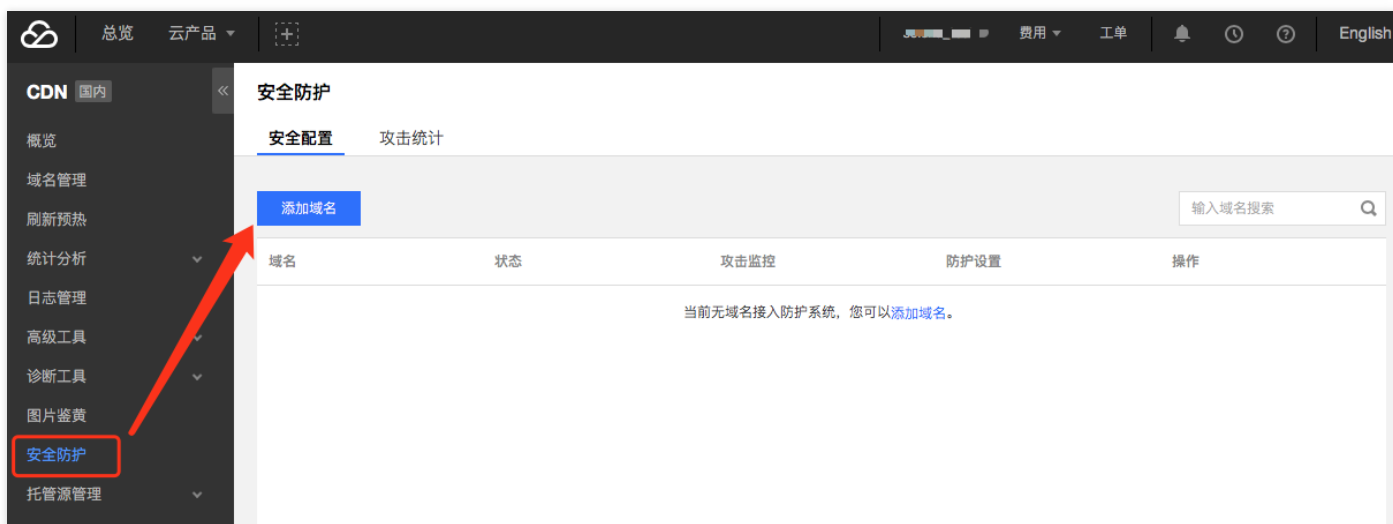 总览 云产品 费用 工单 English
CDN 国内
安全防护
安全配置 攻击统计
概览
域名管理
刷新预热
统计分析
日志管理
高级工具
诊断工具
图片鉴黄
安全防护
托管源管理
添加域名
输入域名搜索
域名 状态 攻击监控 防护设置 操作
当前无域名接入防护系统，您可以添加域名。